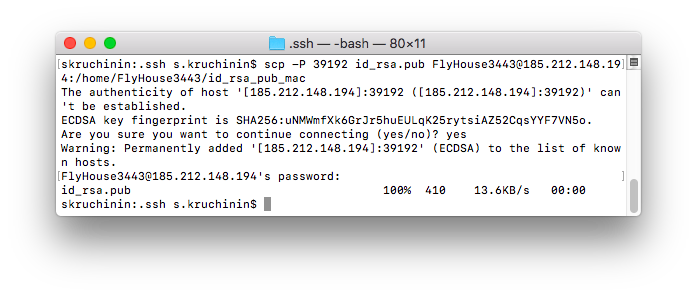 .ssh — -bash — 80×11
[skruchinin:.ssh s.kruchinin$ scp -P 39192 id_rsa.pub FlyHouse3443@185.212.148.19]
4:/home/FlyHouse3443/id_rsa_pub_mac
The authenticity of host '[185.212.148.194]:39192 ([185.212.148.194]:39192)' can
't be established.
ECDSA key fingerprint is SHA256:uNMWmfXk6GrJr5huEULqK25rytsiAZ52CqsYYF7VN5o.
Are you sure you want to continue connecting (yes/no)? yes
Warning: Permanently added '[185.212.148.194]:39192' (ECDSA) to the list of know
n hosts.
[FlyHouse3443@185.212.148.194's password:]
id_rsa.pub 100% 410 13.6KB/s 00:00
skruchinin:.ssh s.kruchinin$